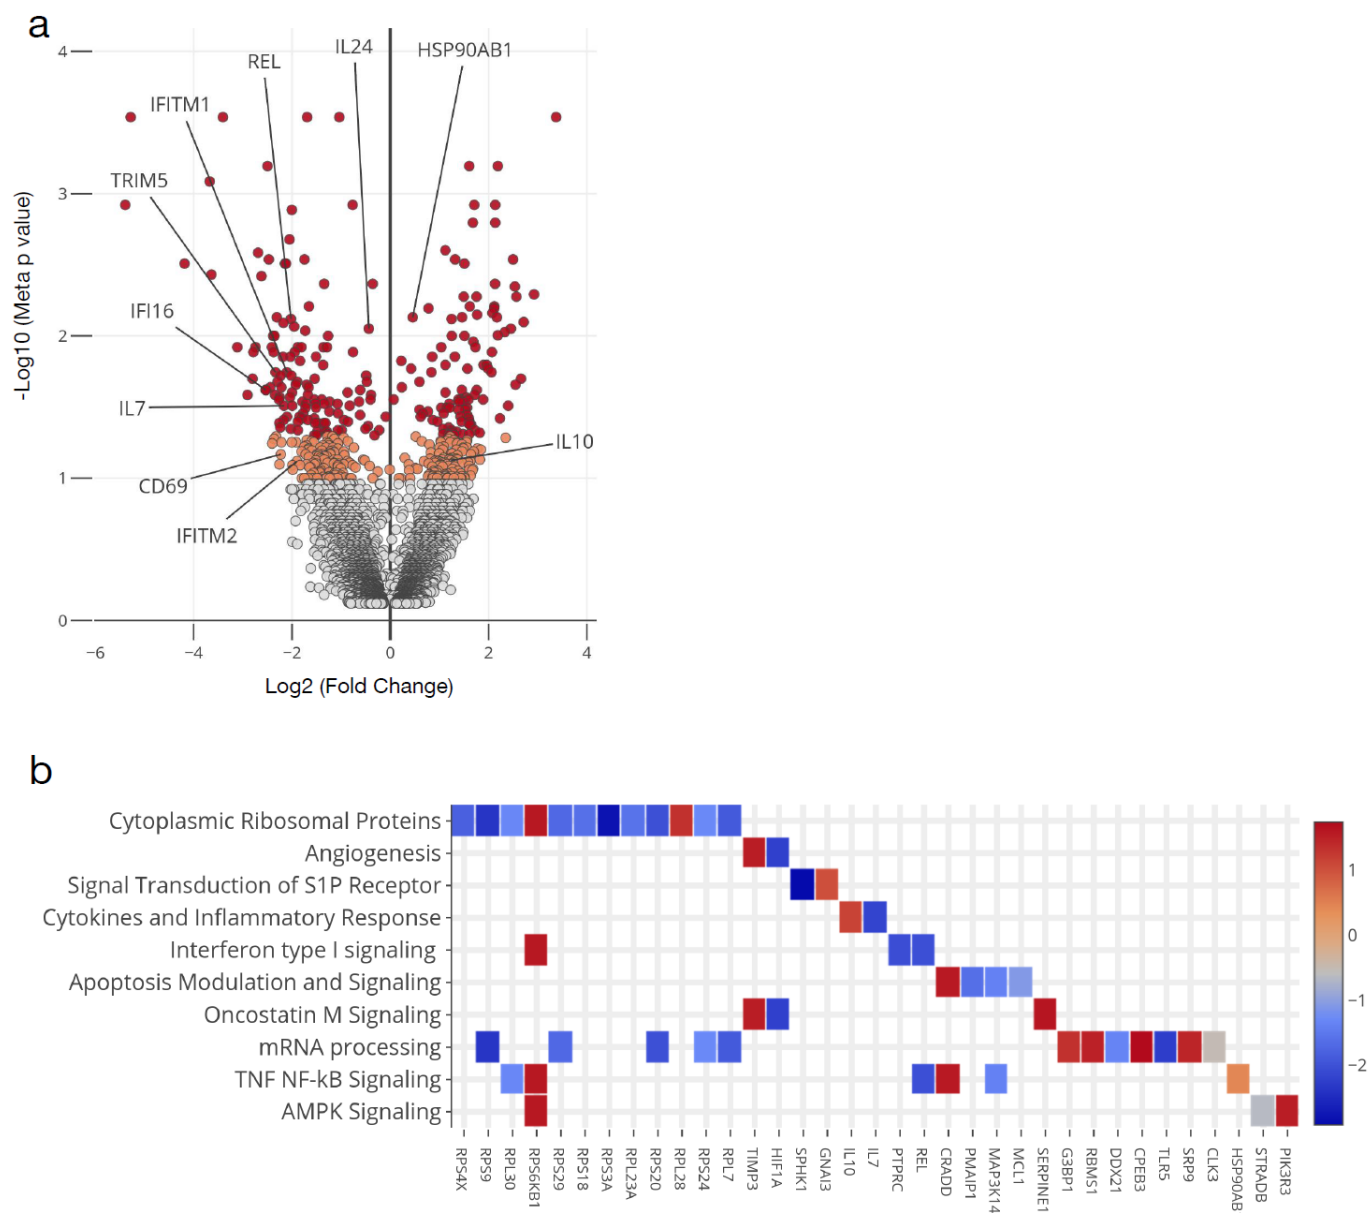 a
IL24
HSP90AB1
REL
4
IFITM1
TRIM5
3
-Log10 (Meta p value)
IFI16
2
IL7
IL10
1
CD69
IFITM2
0
−6
−4
−2
0
2
4
Log2 (Fold Change)
b
Cytoplasmic Ribosomal Proteins
Angiogenesis
Signal Transduction of S1P Receptor
Cytokines and Inflammatory Response
Interferon type I signaling
Apoptosis Modulation and Signaling
Oncostatin M Signaling
mRNA processing
TNF NF-kB Signaling
AMPK Signaling
1
0
−1
−2
RPS4X
RPS9
RPL30
RPS6KB1
RPS29
RPS18
RPS3A
RPL23A
RPS20
RPL28
RPS24
RPL7
TIMP3
HIF1A
SPHK1
GNAI3
IL10
IL7
PTPRC
REL
CRADD
PMAIP1
MAP3K14
MCL1
SERPINE1
G3BP1
RBMS1
DDX21
CPEB3
TLR5
SRP9
CLK3
HSP90AB
STRADB
PIK3R3